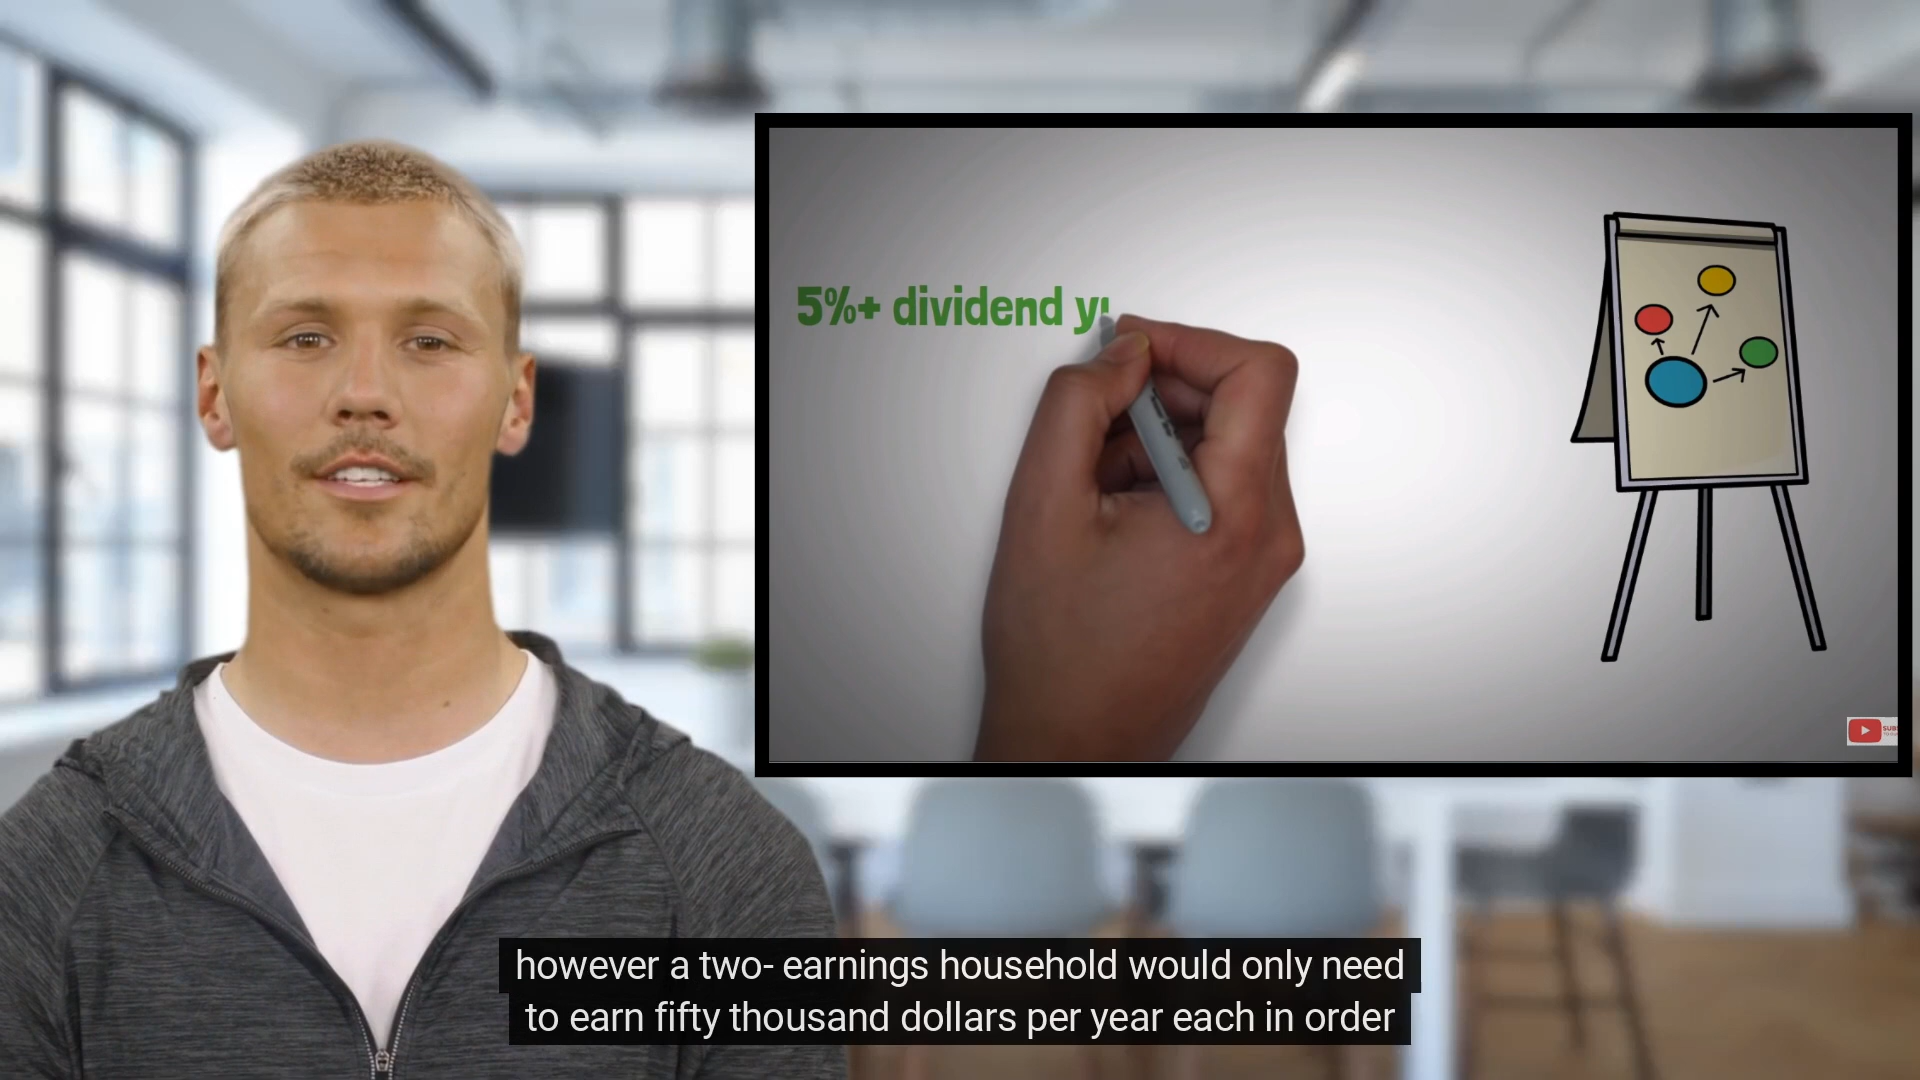 5%+ dividend
however a two- earnings household would only need
to earn fifty thousand dollars per year each in order